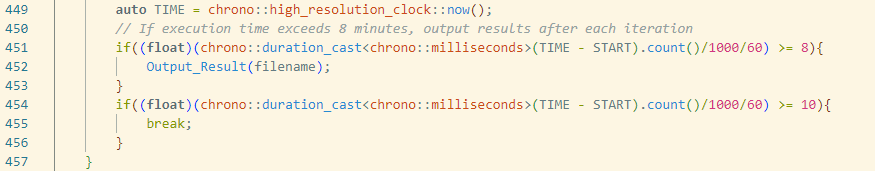 449 auto TIME = chrono::high_resolution_clock::now();
450 // If execution time exceeds 8 minutes, output results after each iteration
451 if((float)(chrono::duration_cast<chrono::milliseconds>(TIME - START).count()/1000/60) >= 8){
452 Output_Result(filename);
453 }
454 if((float)(chrono::duration_cast<chrono::milliseconds>(TIME - START).count()/1000/60) >= 10){
455 break;
456 }
457 }